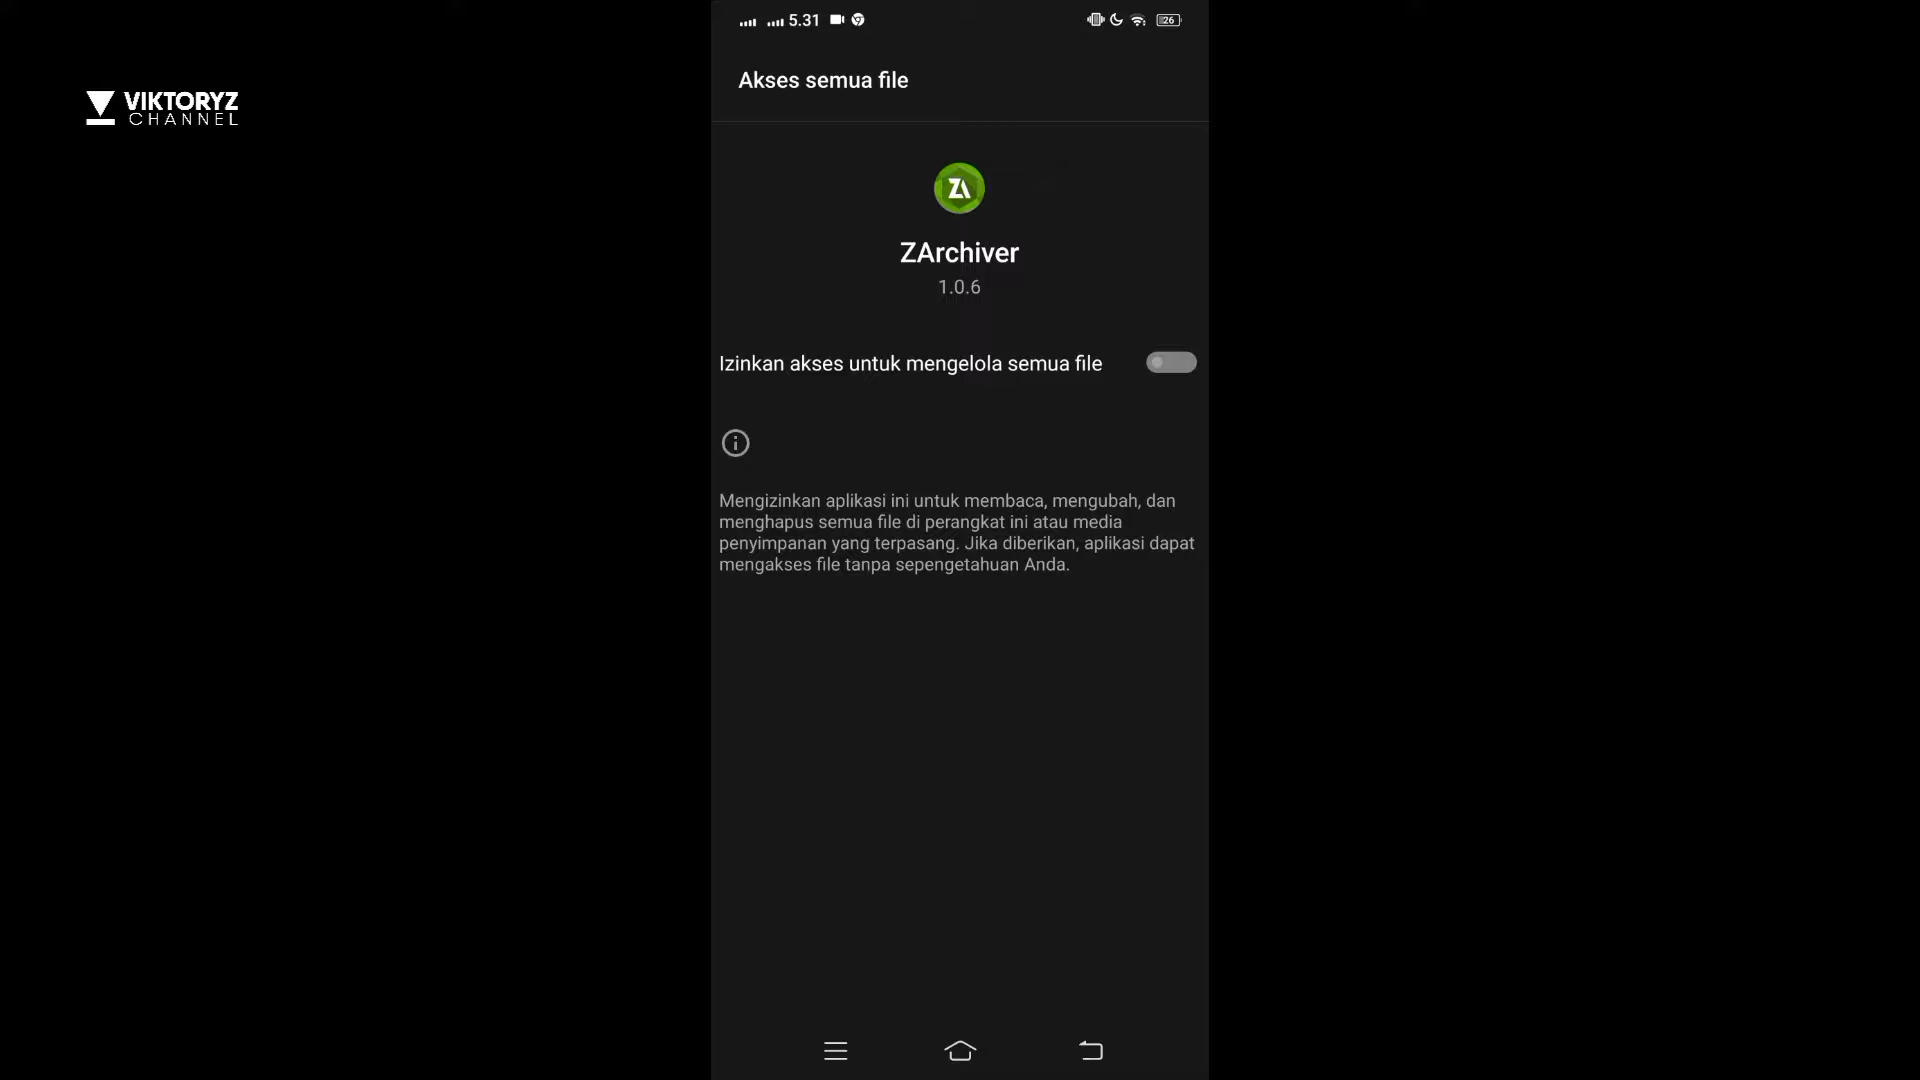 VIKTORYZ
CHANNEL
5.31
26
Akses semua file
ZA
ZArchiver
1.0.6
Izinkan akses untuk mengelola semua file
Mengizinkan aplikasi ini untuk membaca, mengubah, dan
menghapus semua file di perangkat ini atau media
penyimpanan yang terpasang. Jika diberikan, aplikasi dapat
mengakses file tanpa sepengetahuan Anda.